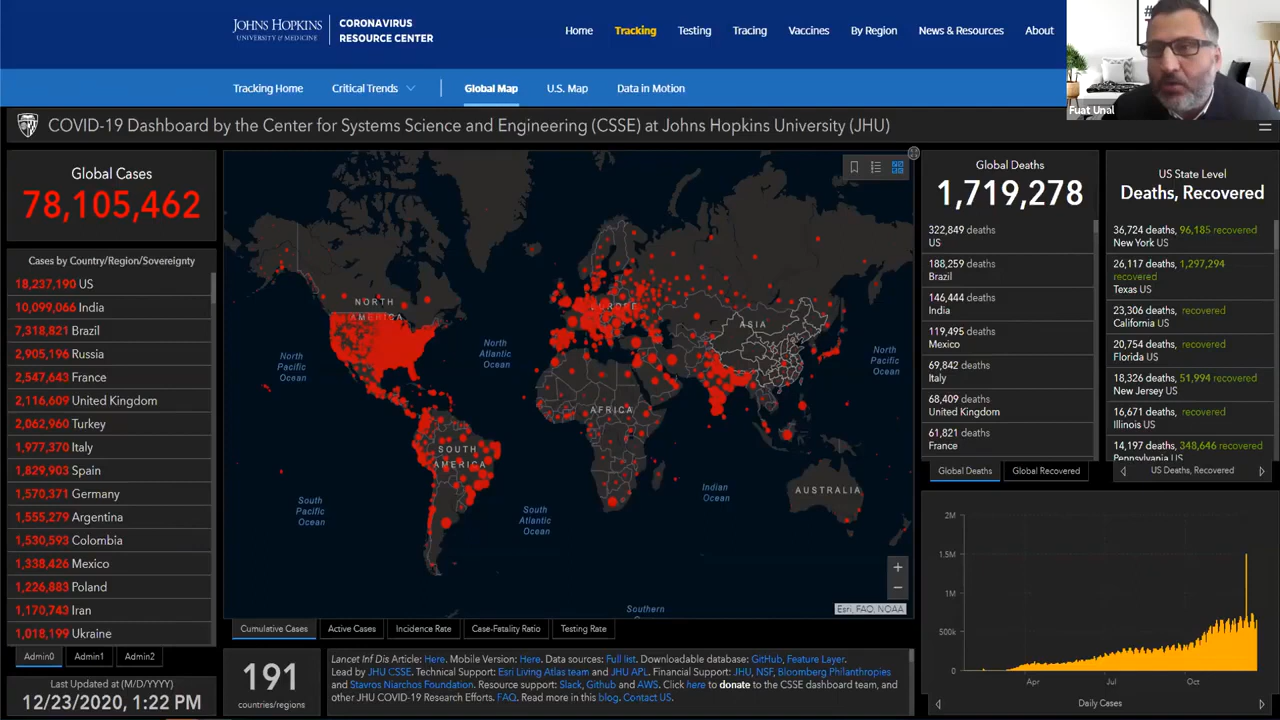 JOHNS HOPKINS
UNIVERSITY & MEDICINE
CORONAVIRUS
RESOURCE CENTER
Home
Tracking
Testing
Tracing
Vaccines
By Region
News & Resources
About
Fuat Unal
Tracking Home
Critical Trends
Global Map
U.S. Map
Data in Motion
COVID-19 Dashboard by the Center for Systems Science and Engineering (CSSE) at Johns Hopkins University (JHU)
Global Cases
78,105,462
Cases by Country/Region/Sovereignty
18,237,190 US
10,099,066 India
7,318,821 Brazil
2,905,196 Russia
2,547,643 France
2,116,609 United Kingdom
2,062,960 Turkey
1,977,370 Italy
1,829,903 Spain
1,570,371 Germany
1,555,279 Argentina
1,530,593 Colombia
1,338,426 Mexico
1,226,883 Poland
1,170,743 Iran
1,018,199 Ukraine
Admin0
Admin1
Admin2
Last Updated at (M/D/YYYY)
12/23/2020, 1:22 PM
NORTH
AMERICA
EUROPE
ASIA
North
Pacific
Ocean
North
Atlantic
Ocean
North
Pacific
Ocean
AFRICA
SOUTH
AMERICA
AUSTRALIA
South
Pacific
Ocean
South
Atlantic
Ocean
Indian
Ocean
Southern
+
−
Esri, FAO, NOAA
Cumulative Cases
Active Cases
Incidence Rate
Case-Fatality Ratio
Testing Rate
191
countries/regions
Lancet Inf Dis Article: Here. Mobile Version: Here. Data sources: Full list. Downloadable database: GitHub, Feature Layer.
Lead by JHU CSSE. Technical Support: Esri Living Atlas team and JHU APL. Financial Support: JHU, NSF, Bloomberg Philanthropies
and Stavros Niarchos Foundation. Resource support: Slack, Github and AWS. Click here to donate to the CSSE dashboard team, and
other JHU COVID-19 Research Efforts. FAQ. Read more in this blog. Contact US.
Global Deaths
1,719,278
322,849 deaths
US
188,259 deaths
Brazil
146,444 deaths
India
119,495 deaths
Mexico
69,842 deaths
Italy
68,409 deaths
United Kingdom
61,821 deaths
France
Global Deaths
Global Recovered
US State Level
Deaths, Recovered
36,724 deaths, 96,185 recovered
New York US
26,117 deaths, 1,297,294
recovered
Texas US
23,306 deaths, recovered
California US
20,754 deaths, recovered
Florida US
18,326 deaths, 51,994 recovered
New Jersey US
16,671 deaths, recovered
Illinois US
14,197 deaths, 348,646 recovered
Pennsylvania US
US Deaths, Recovered
2M
1.5M
1M
500k
0
Apr
Jul
Oct
Daily Cases